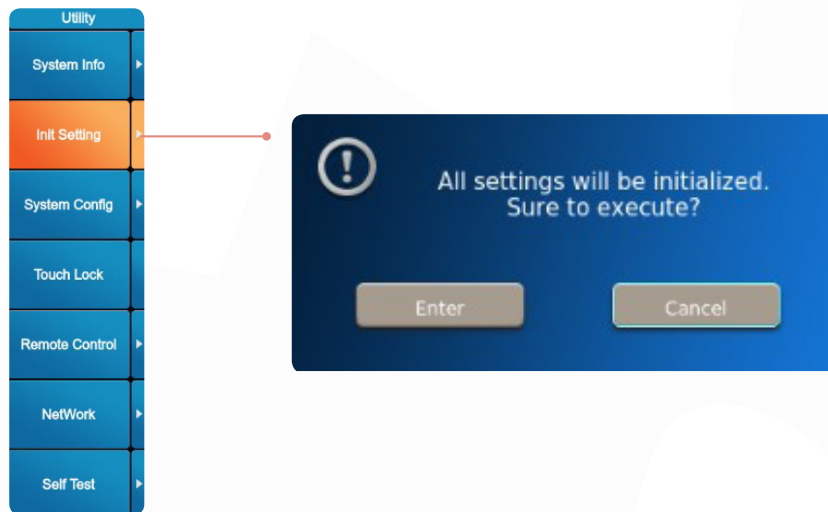 Utility
System Info
Init Setting
System Config
Touch Lock
Remote Control
NetWork
Self Test
All settings will be initialized.
Sure to execute?
Enter
Cancel